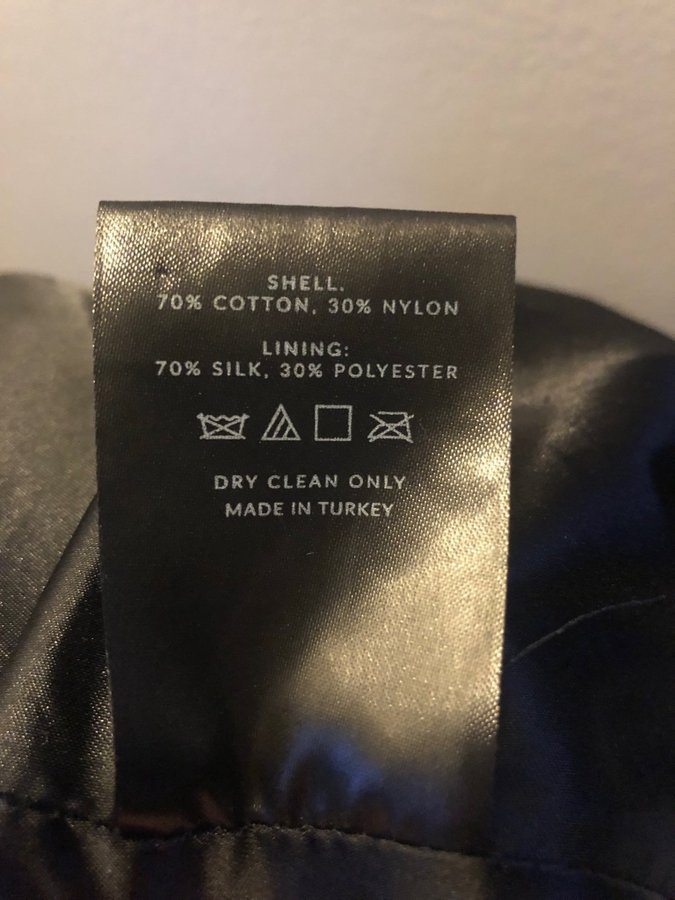 SHELL.
70% COTTON, 30% NYLON
LINING:
70% SILK, 30% POLYESTER
DRY CLEAN ONLY
MADE IN TURKEY